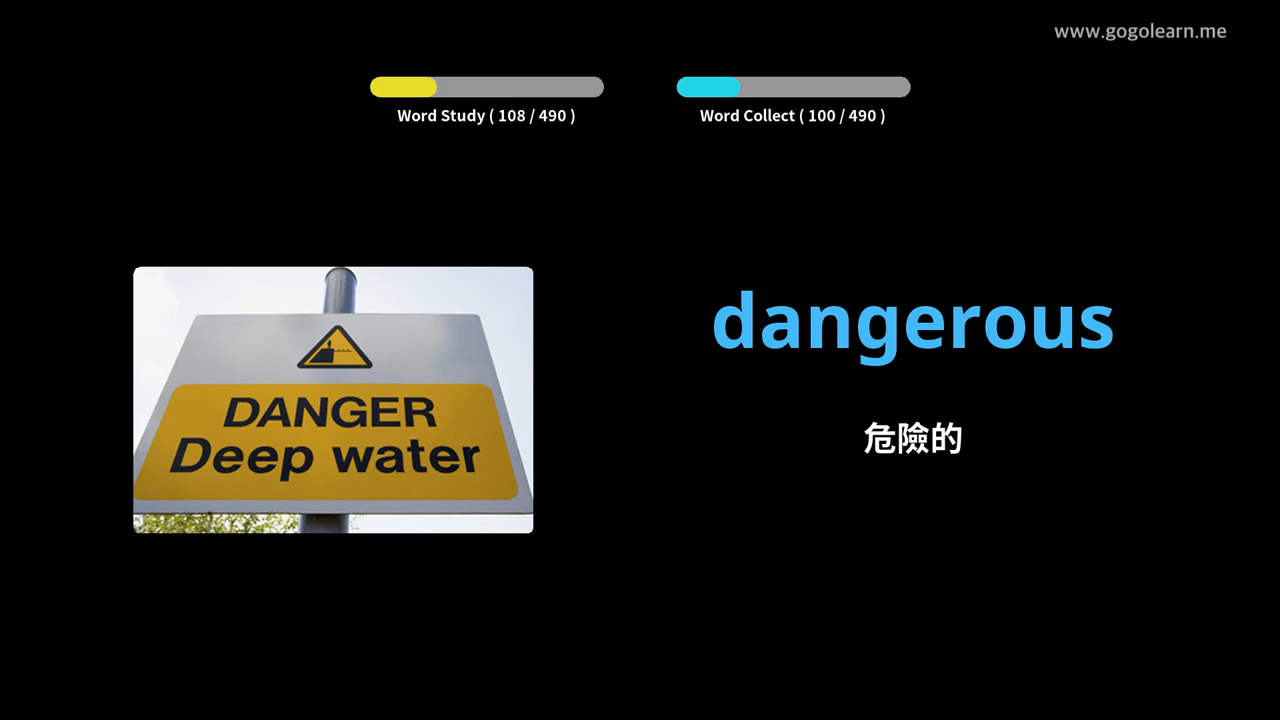 www.gogolearn.me
Word Study ( 108 / 490 )
Word Collect ( 100 / 490 )
DANGER
Deep water
dangerous
危險的